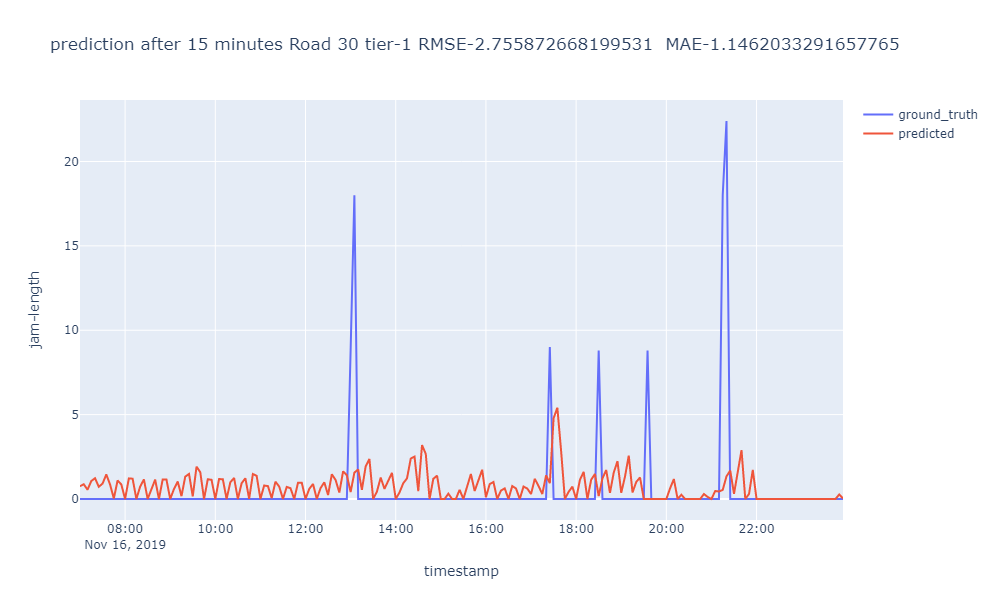 prediction after 15 minutes Road 30 tier-1 RMSE-2.755872668199531  MAE-1.1462033291657765
ground_truth
predicted
20
15
10
5
0
jam-length
08:00 10:00 12:00 14:00 16:00 18:00 20:00 22:00
Nov 16, 2019
timestamp